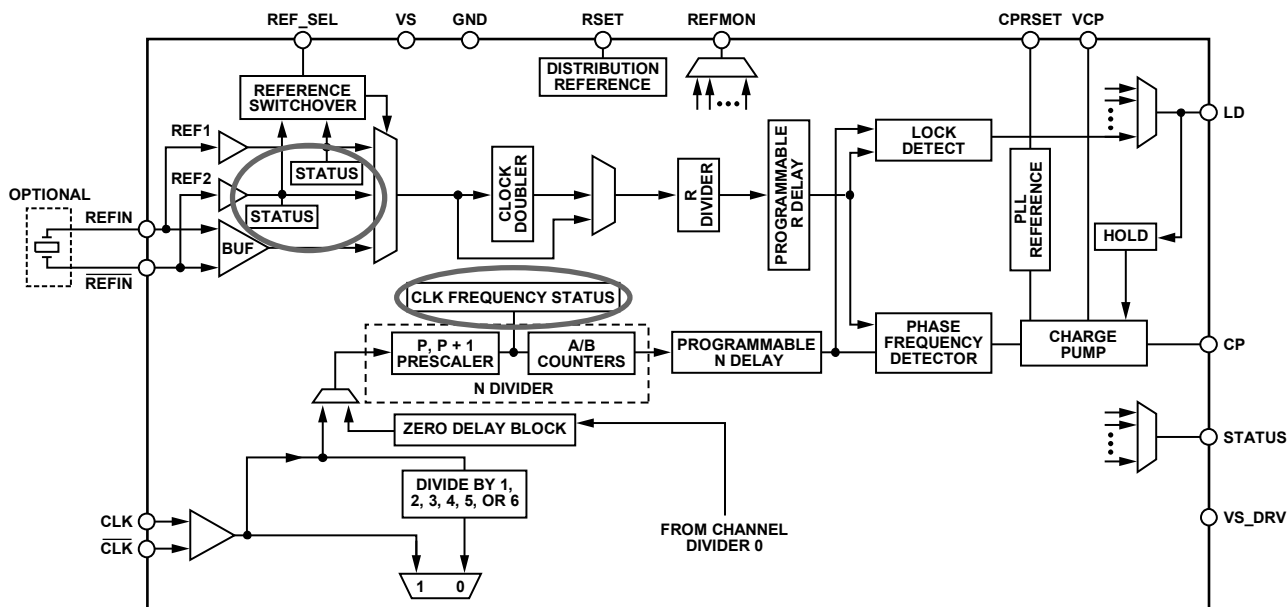 REF_SEL
VS
GND
RSET
REFMON
CPRSET
VCP
DISTRIBUTION
REFERENCE
REFERENCE
SWITCHOVER
LD
REF1
STATUS
LOCK
DETECT
REF2
STATUS
OPTIONAL
REFIN
BUF
CLOCK
DOUBLER
R
DIVIDER
PROGRAMMABLE
R DELAY
PLL
REFERENCE
HOLD
REFIN
CLK FREQUENCY STATUS
P, P + 1
PRESCALER
A/B
COUNTERS
N DIVIDER
PROGRAMMABLE
N DELAY
PHASE
FREQUENCY
DETECTOR
CHARGE
PUMP
CP
ZERO DELAY BLOCK
STATUS
DIVIDE BY 1,
2, 3, 4, 5, OR 6
CLK
CLK
FROM CHANNEL
DIVIDER 0
VS_DRV
1 0